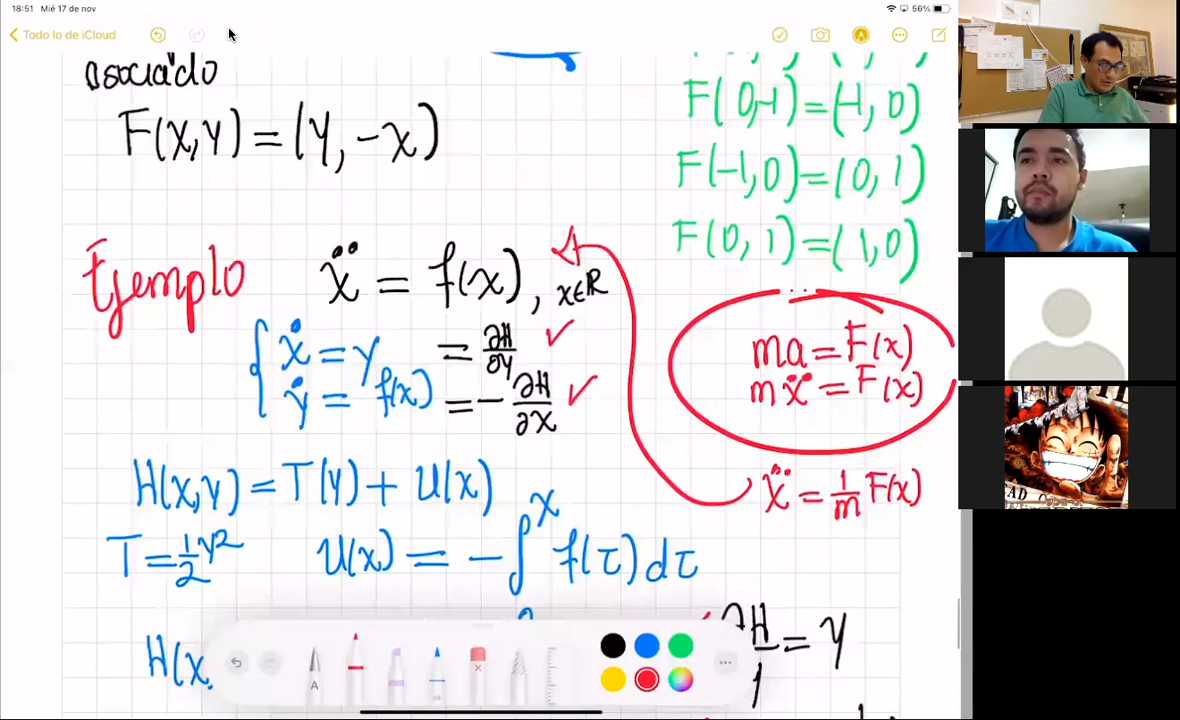 18:51 Mié 17 de nov
56%
Todo lo de iCloud
asociado
F(x,y) = (y, -x)
F(0,-1) = (-1, 0)
F(-1,0) = (0, 1)
F(0, 1) = (1,0)
Ejemplo ẍ = f(x), x∈ℝ
ẋ = y = ∂H/∂y ✓
ẏ = f(x) = -∂H/∂x ✓
ma = F(x)
mẍ = F(x)
ẍ = 1/m F(x)
H(x,y) = T(y) + U(x)
T = 1/2 y² U(x) = -∫^x f(τ) dτ
H(x,
= y
A
AD